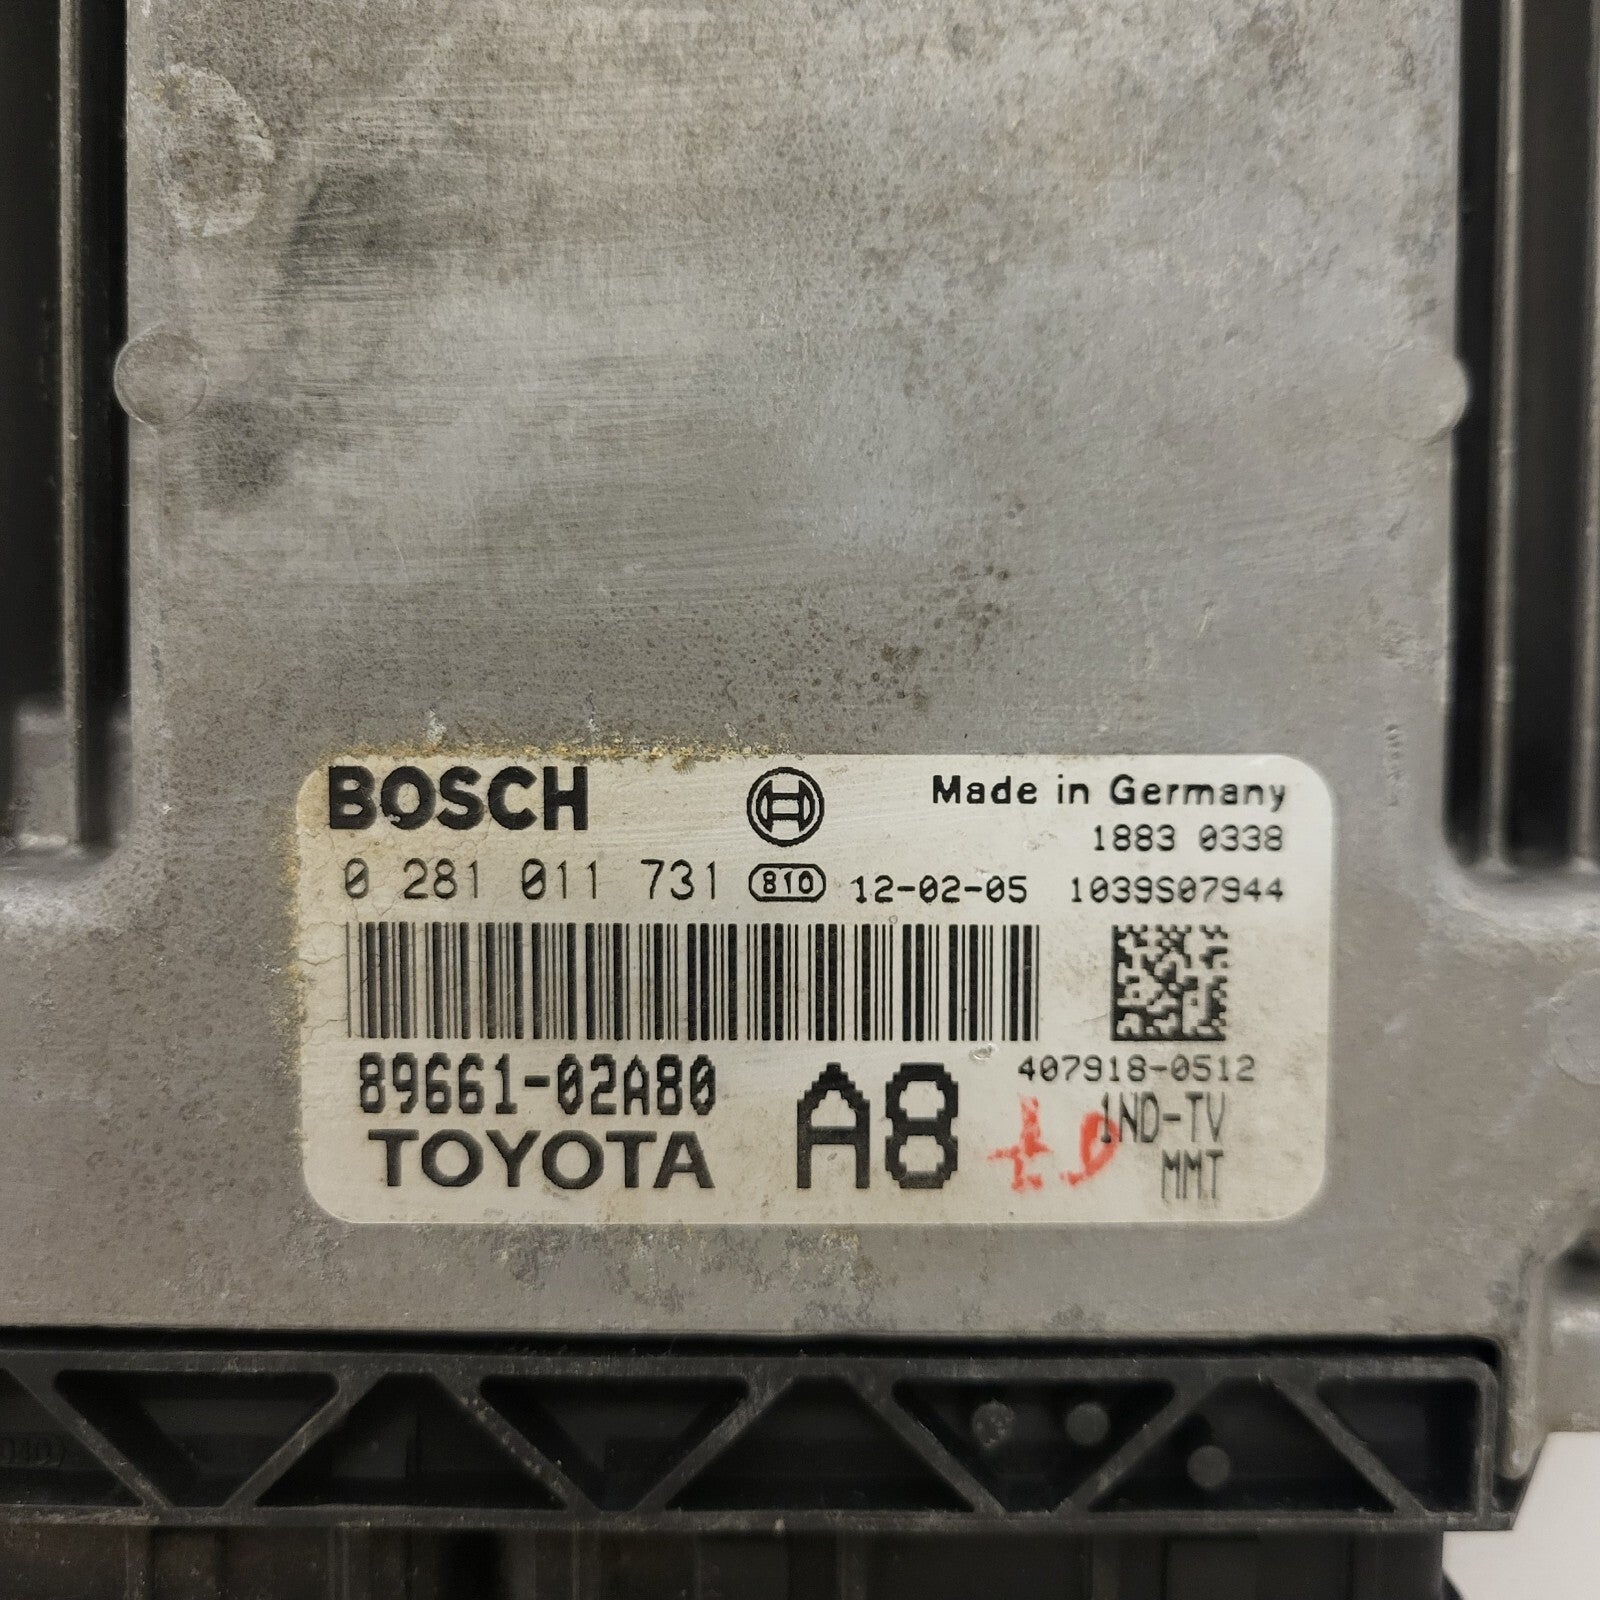 BOSCH
Made in Germany
1883 0338
0 281 011 731 810 12-02-05 1039S07944
89661-02A80
A8
407918-0512
TOYOTA
1ND-TV
MMT